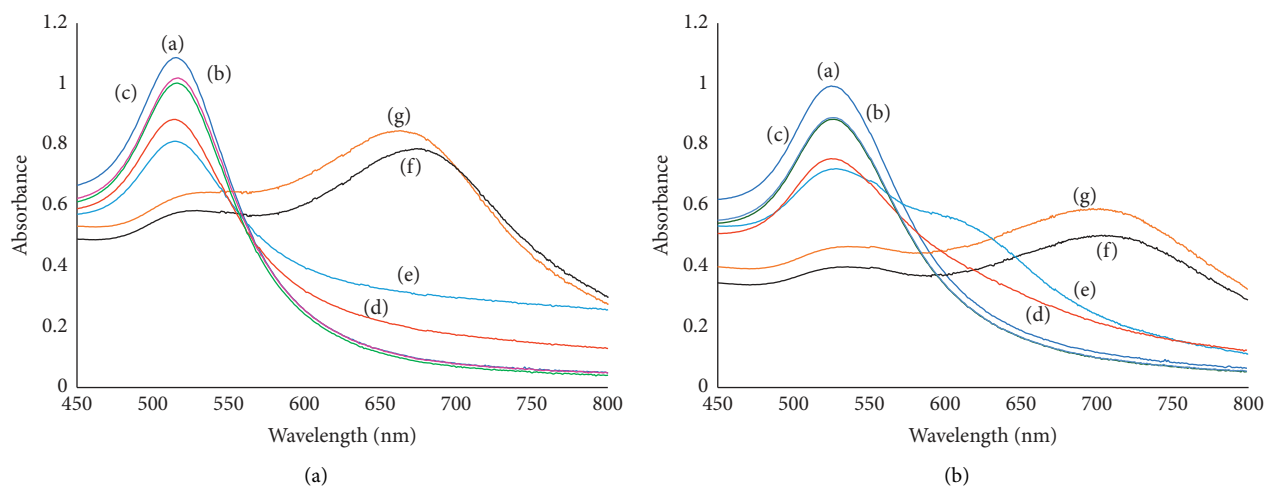 1.2
1
0.8
0.6
0.4
0.2
0
Absorbance
(a)
(b)
(c)
(g)
(f)
(e)
(d)
450 500 550 600 650 700 750 800
Wavelength (nm)
(a)
1.2
1
0.8
0.6
0.4
0.2
0
Absorbance
(a)
(b)
(c)
(g)
(f)
(e)
(d)
450 500 550 600 650 700 750 800
Wavelength (nm)
(b)